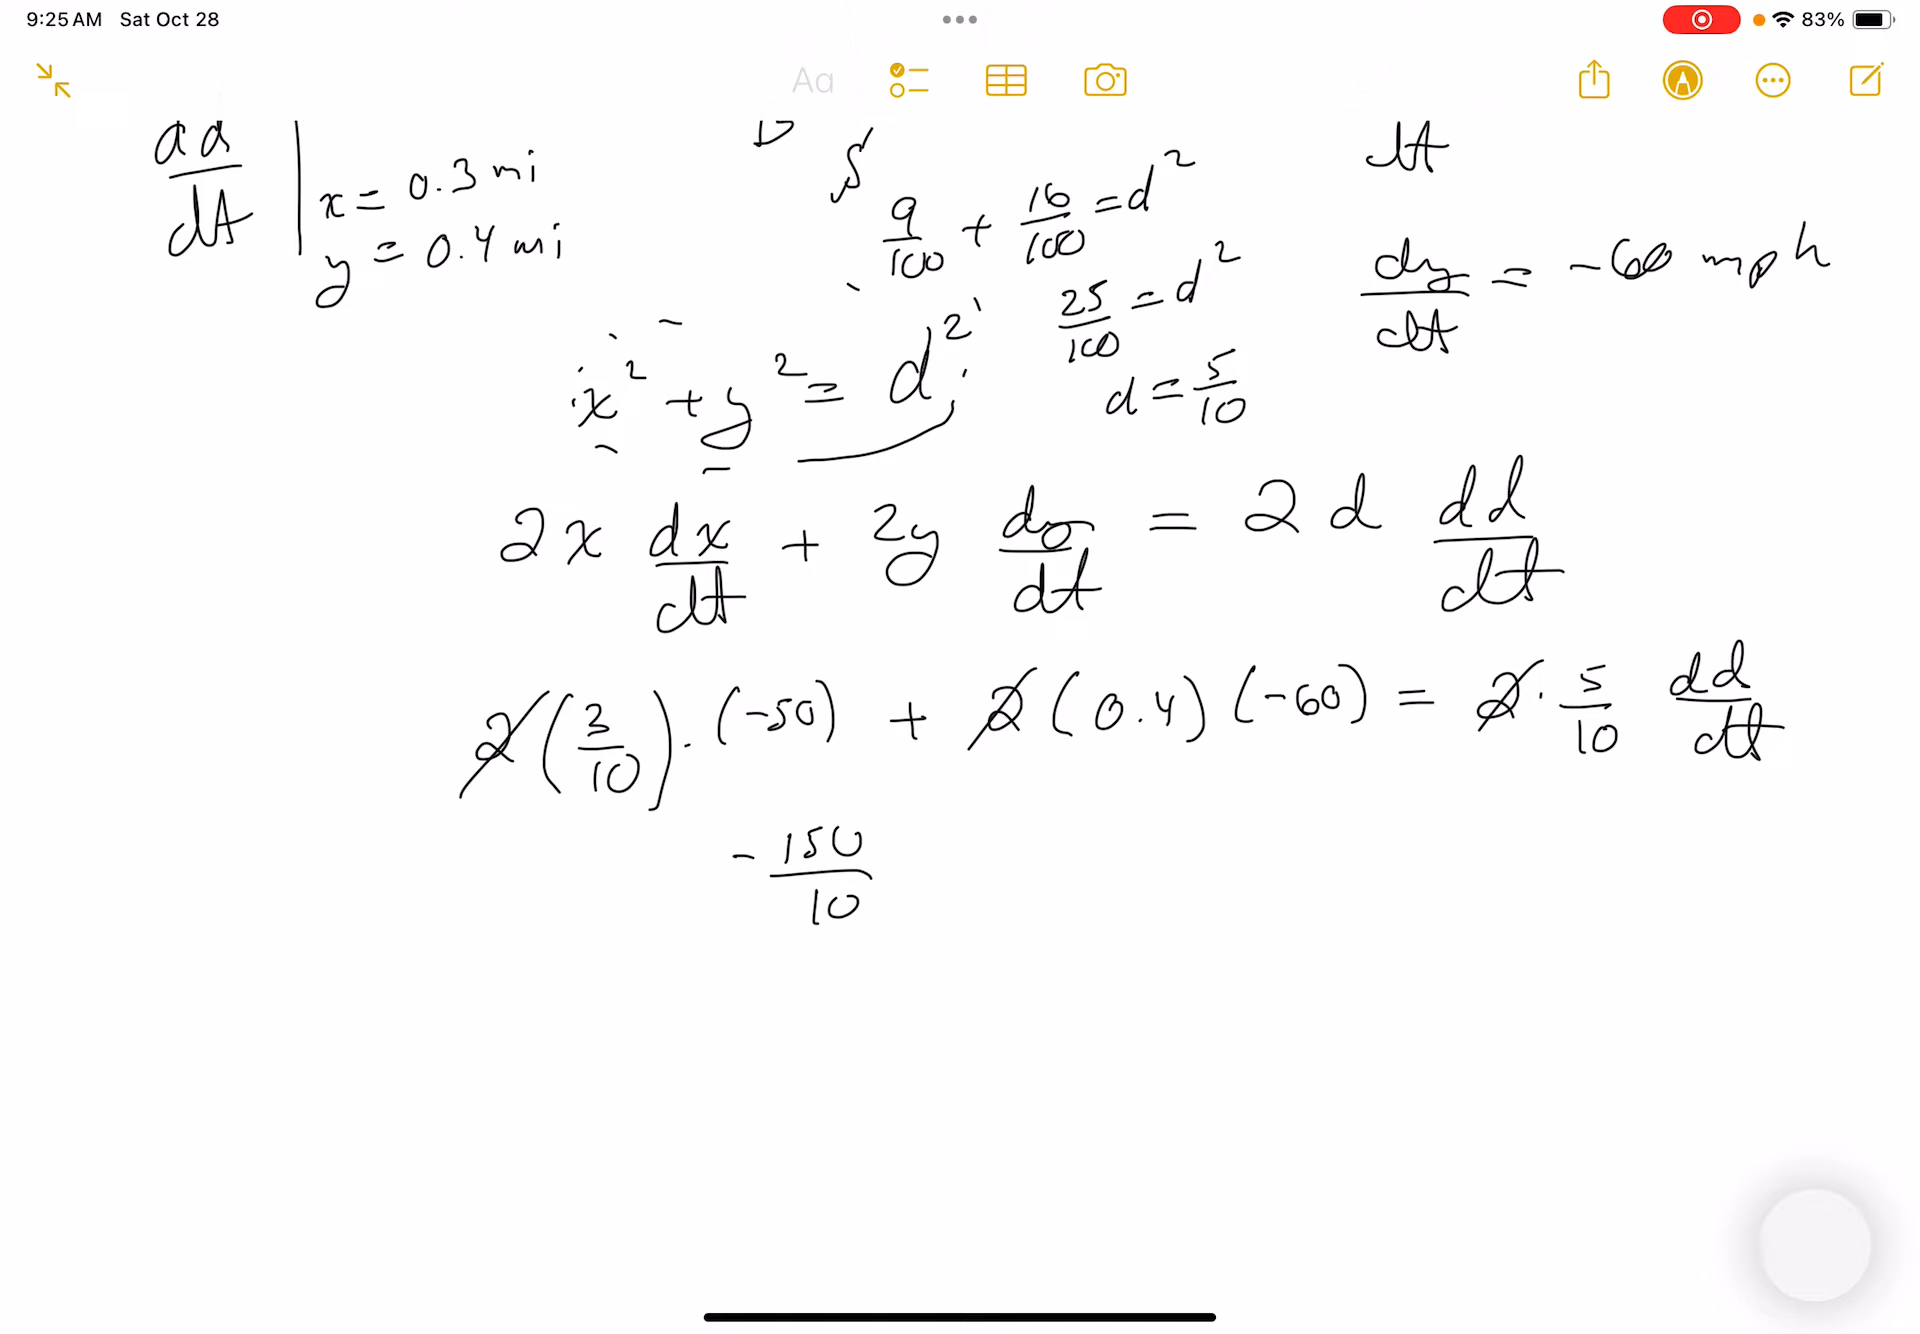 9:25 AM Sat Oct 28
83%
Aa
dd/dt | x = 0.3 mi
y = 0.4 mi
9/100 + 16/100 = d²
dt
25/100 = d²
dy/dt = -60 mph
x² + y² = d²
d = 5/10
2x dx/dt + 2y dy/dt = 2d dd/dt
2(3/10)·(-50) + 2(0.4)(-60) = 2·5/10 dd/dt
-150/10